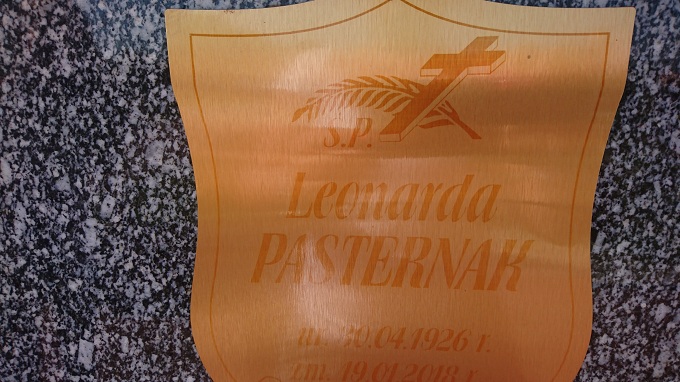 Ś.P.
Leonarda
PASTERNAK
ur. 30.04.1926 r.
zm. 19.01.2018 r.